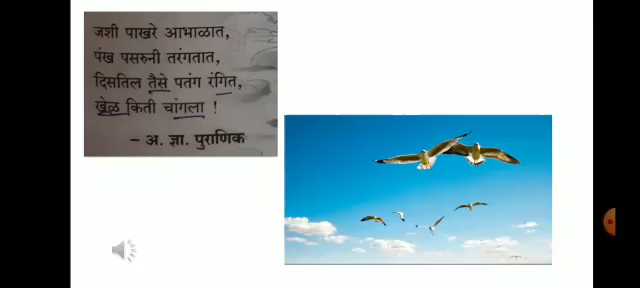 जशी पाखरे आभाळात,
पंख पसरुनी तरंगतात,
दिसतिल तैसे पतंग रंगित,
खेळ किती चांगला !
– अ. ज्ञा. पुराणिक